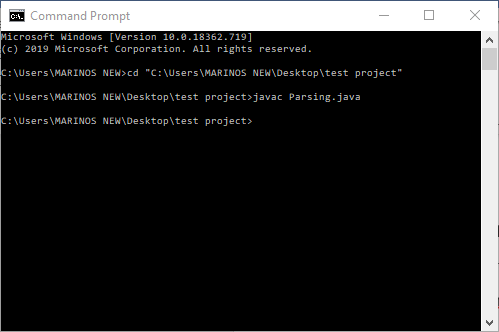 Command Prompt
Microsoft Windows [Version 10.0.18362.719]
(c) 2019 Microsoft Corporation. All rights reserved.
C:\Users\MARINOS NEW>cd "C:\Users\MARINOS NEW\Desktop\test project"
C:\Users\MARINOS NEW\Desktop\test project>javac Parsing.java
C:\Users\MARINOS NEW\Desktop\test project>